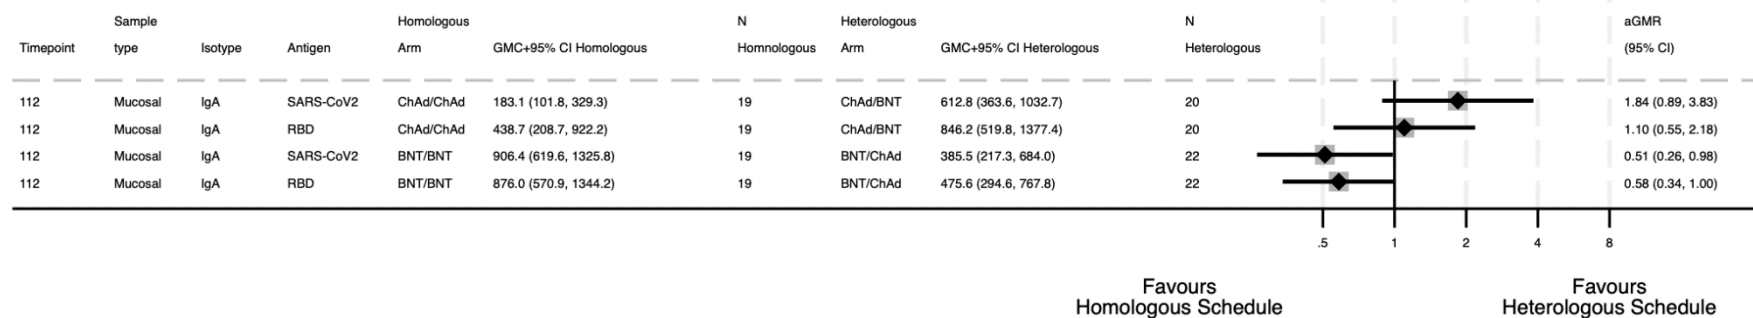 Sample Homologous N Heterologous N aGMR
Timepoint type Isotype Antigen Arm GMC+95% CI Homologous Homnologous Arm GMC+95% CI Heterologous Heterologous (95% CI)
112 Mucosal IgA SARS-CoV2 ChAd/ChAd 183.1 (101.8, 329.3) 19 ChAd/BNT 612.8 (363.6, 1032.7) 20 1.84 (0.89, 3.83)
112 Mucosal IgA RBD ChAd/ChAd 438.7 (208.7, 922.2) 19 ChAd/BNT 846.2 (519.8, 1377.4) 20 1.10 (0.55, 2.18)
112 Mucosal IgA SARS-CoV2 BNT/BNT 906.4 (619.6, 1325.8) 19 BNT/ChAd 385.5 (217.3, 684.0) 22 0.51 (0.26, 0.98)
112 Mucosal IgA RBD BNT/BNT 876.0 (570.9, 1344.2) 19 BNT/ChAd 475.6 (294.6, 767.8) 22 0.58 (0.34, 1.00)
.5 1 2 4 8
Favours Favours
Homologous Schedule Heterologous Schedule